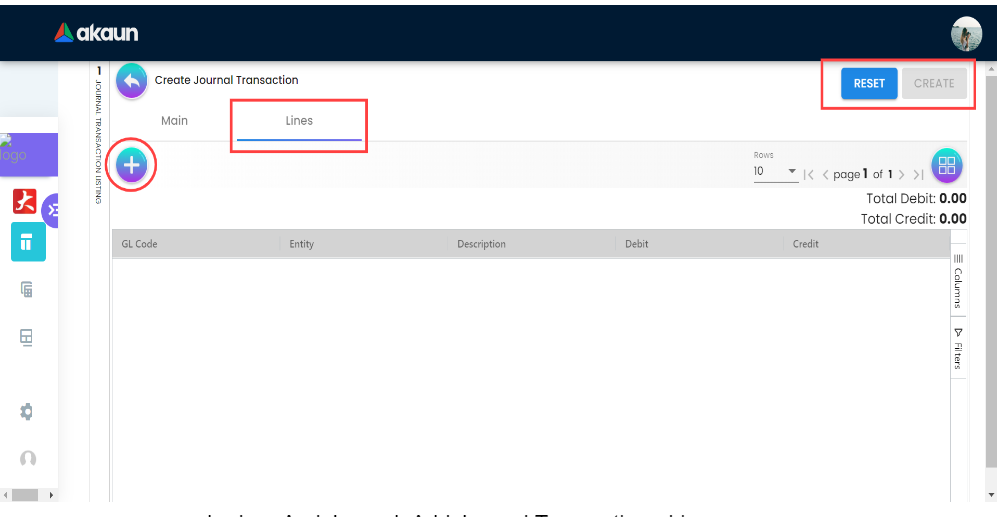 akaun
1 JOURNAL TRANSACTION LISTING
Create Journal Transaction
RESET
CREATE
Main
Lines
logo
Rows
10
page 1 of 1
Total Debit: 0.00
Total Credit: 0.00
GL Code
Entity
Description
Debit
Credit
Columns
Filters